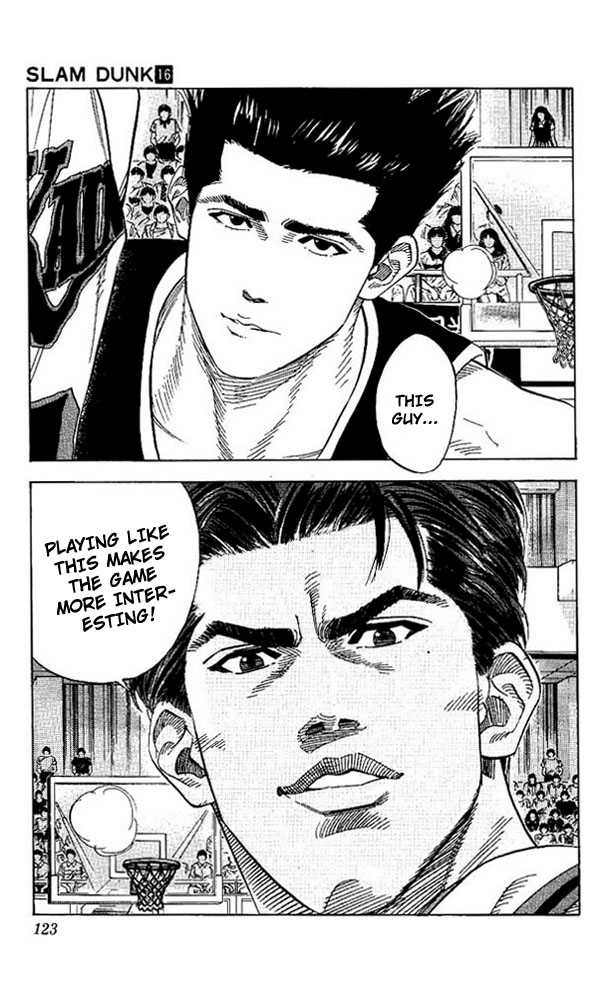 SLAM DUNK 16
THIS
GUY...
PLAYING LIKE
THIS MAKES
THE GAME
MORE INTER-
ESTING!
123